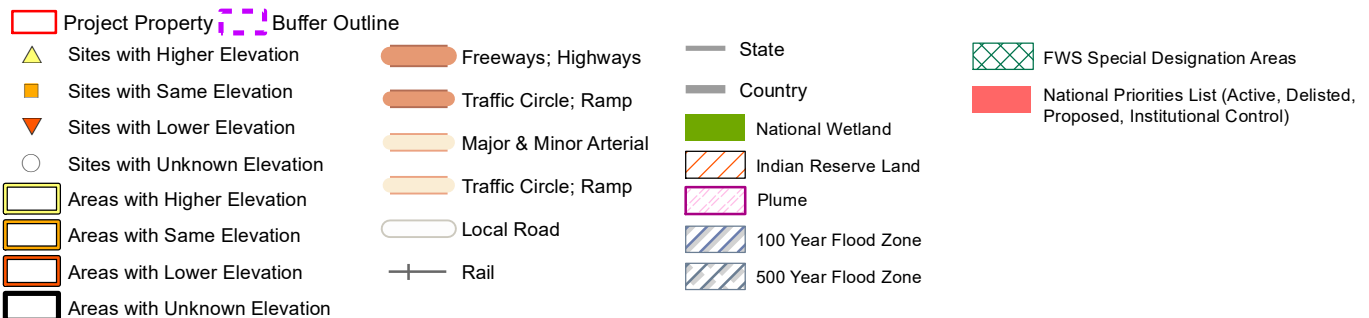 Project Property
Buffer Outline
Sites with Higher Elevation
Sites with Same Elevation
Sites with Lower Elevation
Sites with Unknown Elevation
Areas with Higher Elevation
Areas with Same Elevation
Areas with Lower Elevation
Areas with Unknown Elevation
Freeways; Highways
Traffic Circle; Ramp
Major & Minor Arterial
Traffic Circle; Ramp
Local Road
Rail
State
Country
National Wetland
Indian Reserve Land
Plume
100 Year Flood Zone
500 Year Flood Zone
FWS Special Designation Areas
National Priorities List (Active, Delisted,
Proposed, Institutional Control)